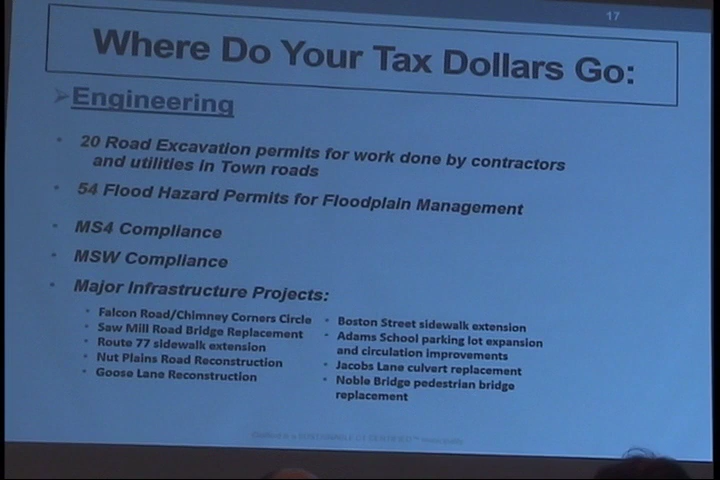 17
Where Do Your Tax Dollars Go:
➢Engineering
• 20 Road Excavation permits for work done by contractors
and utilities in Town roads
• 54 Flood Hazard Permits for Floodplain Management
• MS4 Compliance
• MSW Compliance
• Major Infrastructure Projects:
• Falcon Road/Chimney Corners Circle
• Saw Mill Road Bridge Replacement
• Route 77 sidewalk extension
• Nut Plains Road Reconstruction
• Goose Lane Reconstruction
• Boston Street sidewalk extension
• Adams School parking lot expansion
and circulation improvements
• Jacobs Lane culvert replacement
• Noble Bridge pedestrian bridge
replacement